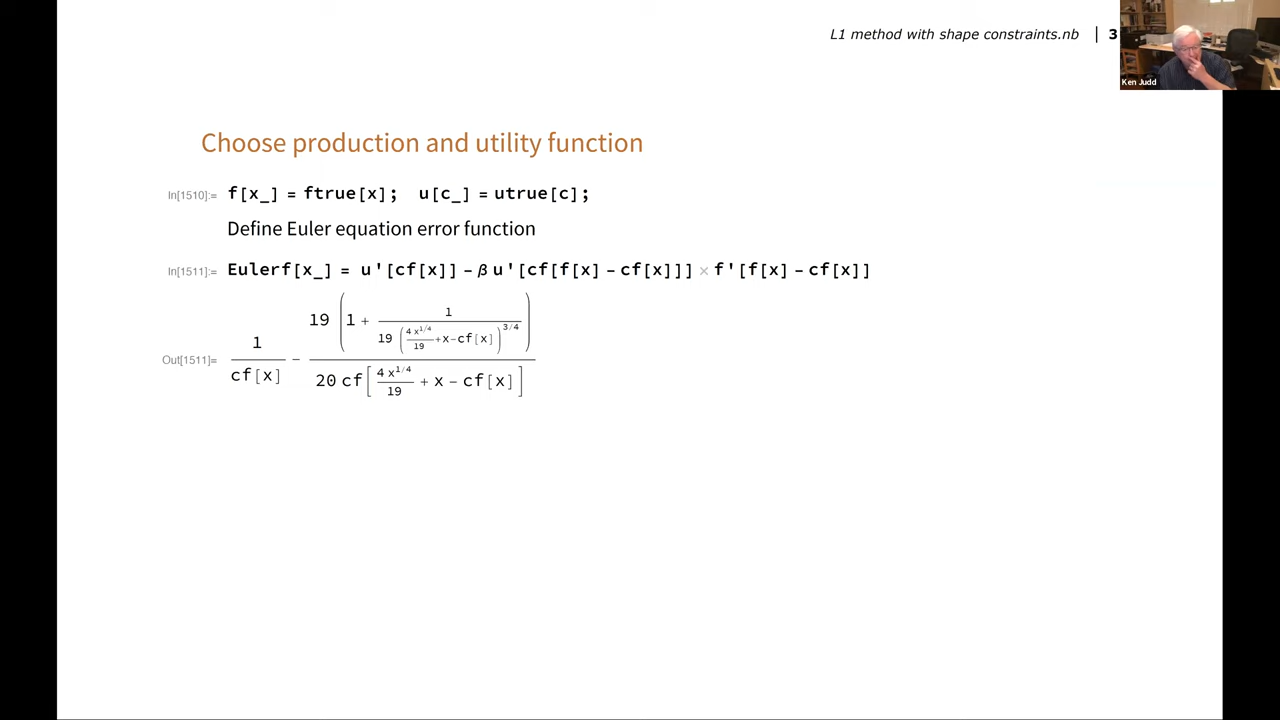 L1 method with shape constraints.nb | 3
Ken Judd
Choose production and utility function
In[1510]:= f[x_] = ftrue[x]; u[c_] = utrue[c];
Define Euler equation error function
In[1511]:= Eulerf[x_] = u'[cf[x]] - β u'[cf[f[x] - cf[x]]] × f'[f[x] - cf[x]]
Out[1511]= 1/cf[x] - (19 (1 + 1/(19 (4 x^1/4/19 + x - cf[x])^3/4)))/(20 cf[4 x^1/4/19 + x - cf[x]])